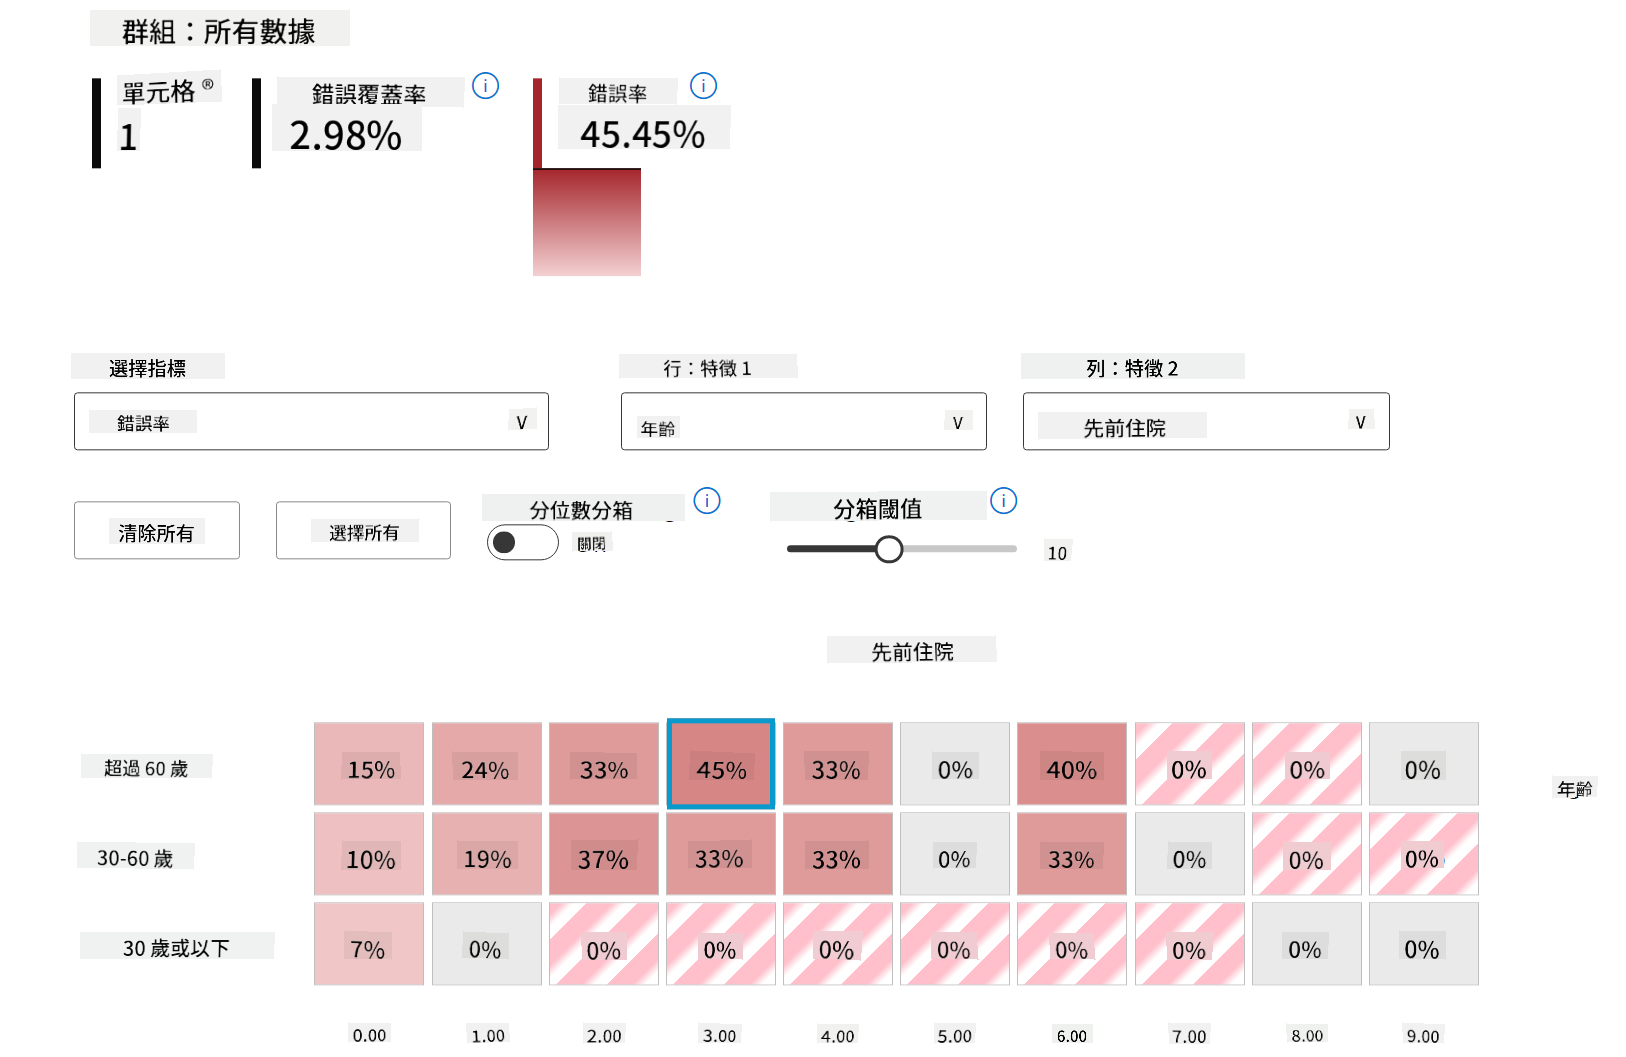 群組：所有數據
單元格 ®
1
錯誤覆蓋率
2.98%
錯誤率
45.45%
選擇指標
行：特徵 1
列：特徵 2
錯誤率
年齡
先前住院
清除所有
選擇所有
分位數分箱
關閉
分箱閾值
10
先前住院
超過 60 歲 15% 24% 33% 45% 33% 0% 40% 0% 0% 0%
年齡
30-60 歲 10% 19% 37% 33% 33% 0% 33% 0% 0% 0%
30 歲或以下 7% 0% 0% 0% 0% 0% 0% 0% 0% 0%
0.00 1.00 2.00 3.00 4.00 5.00 6.00 7.00 8.00 9.00